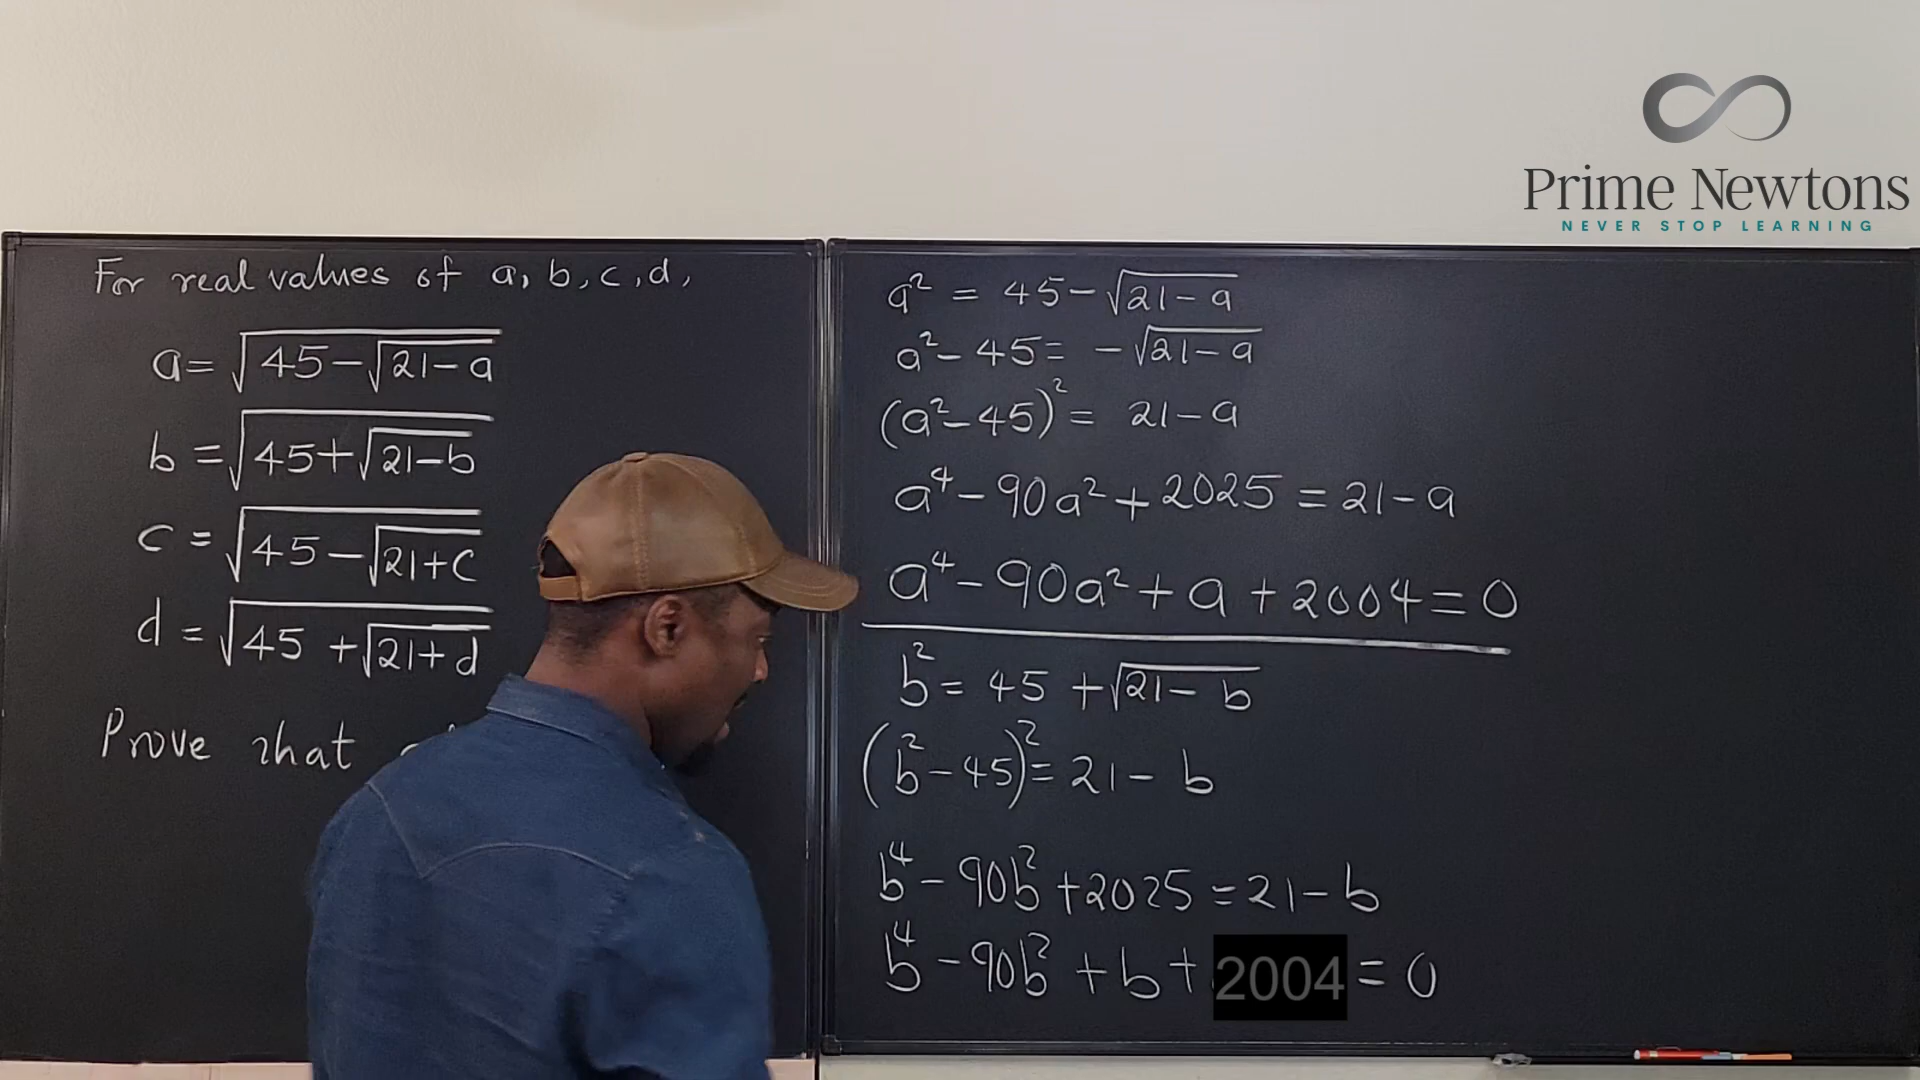 Prime Newtons
NEVER STOP LEARNING
For real values of a, b, c, d,
a = √(45 − √(21 − a))
b = √(45 + √(21 − b))
c = √(45 − √(21 + c))
d = √(45 + √(21 + d))
Prove that
a² = 45 − √(21 − a)
a² − 45 = −√(21 − a)
(a² − 45)² = 21 − a
a⁴ − 90a² + 2025 = 21 − a
a⁴ − 90a² + a + 2004 = 0
b² = 45 + √(21 − b)
(b² − 45)² = 21 − b
b⁴ − 90b² + 2025 = 21 − b
b⁴ − 90b² + b + 2004 = 0